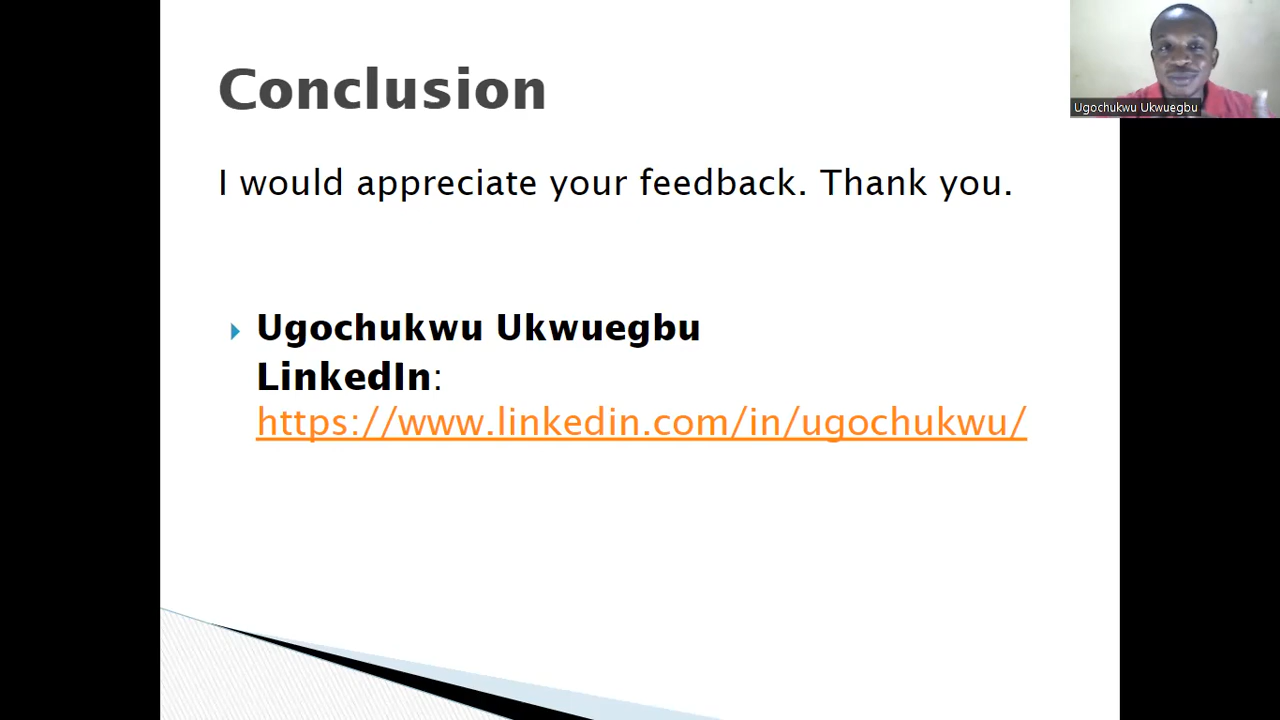 Conclusion
I would appreciate your feedback. Thank you.
Ugochukwu Ukwuegbu
LinkedIn:
https://www.linkedin.com/in/ugochukwu/
Ugochukwu Ukwuegbu